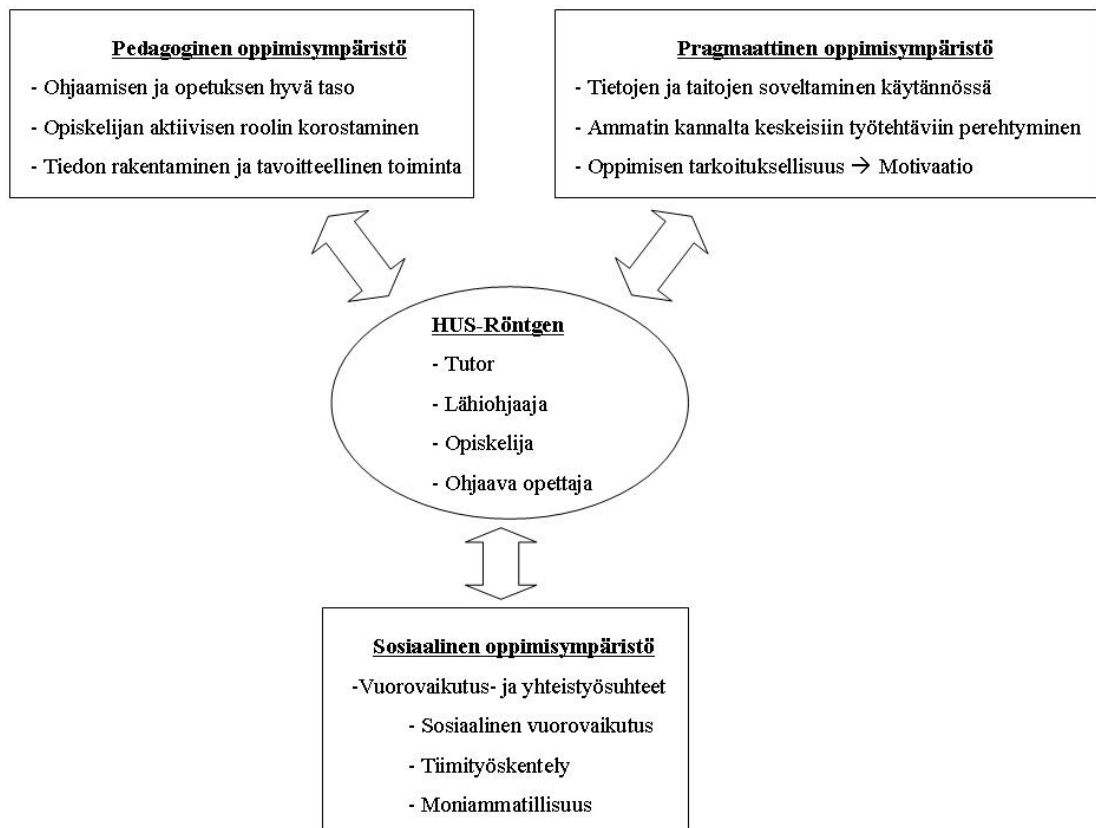 Pedagoginen oppimisympäristö
- Ohjaamisen ja opetuksen hyvä taso
- Opiskelijan aktiivisen roolin korostaminen
- Tiedon rakentaminen ja tavoitteellinen toiminta
Pragmaattinen oppimisympäristö
- Tietojen ja taitojen soveltaminen käytännössä
- Ammatin kannalta keskeisiin työtehtäviin perehtyminen
- Oppimisen tarkoituksellisuus → Motivaatio
HUS-Röntgen
- Tutor
- Lähiohjaaja
- Opiskelija
- Ohjaava opettaja
Sosiaalinen oppimisympäristö
-Vuorovaikutus- ja yhteistyösuhteet
- Sosiaalinen vuorovaikutus
- Tiimityöskentely
- Moniammatillisuus